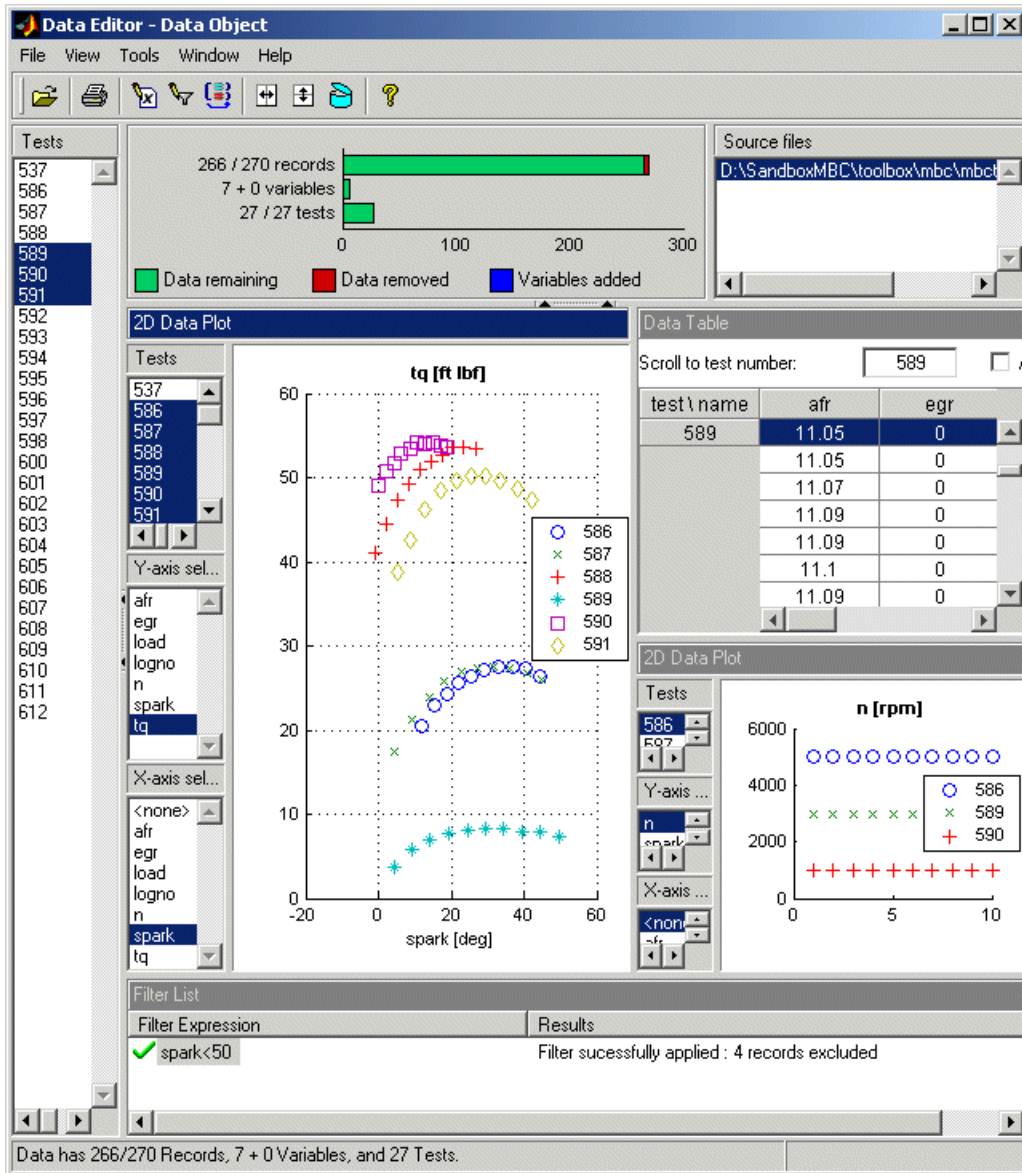 Data Editor - Data Object
File View Tools Window Help
Tests
537
586
587
588
589
590
591
592
593
594
595
596
597
598
600
601
602
603
604
605
606
607
608
609
610
611
612
266 / 270 records
7 + 0 variables
27 / 27 tests
0 100 200 300
Data remaining Data removed Variables added
Source files
D:\SandboxMBC\toolbox\mbc\mbct
2D Data Plot
Tests
537
586
587
588
589
590
591
Y-axis sel...
afr
egr
load
logno
n
spark
tq
X-axis sel...
<none>
afr
egr
load
logno
n
spark
tq
tq [ft lbf]
60
50
40
30
20
10
0
-20 0 20 40 60
spark [deg]
586
587
588
589
590
591
Data Table
Scroll to test number: 589
test \ name afr egr
589 11.05 0
11.05 0
11.07 0
11.09 0
11.09 0
11.1 0
11.09 0
2D Data Plot
Tests
586
587
Y-axis ...
n
spark
X-axis ...
<non
afr
n [rpm]
6000
4000
2000
0
0 5 10
586
589
590
Filter List
Filter Expression Results
spark<50 Filter sucessfully applied : 4 records excluded
Data has 266/270 Records, 7 + 0 Variables, and 27 Tests.